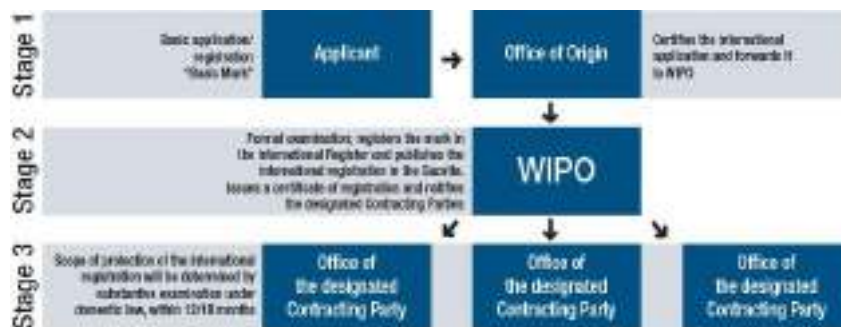 Stage 1
Basic application/
registration
"Basic Mark"
Applicant
Office of Origin
Certifies the international
application and forwards it
to WIPO
Stage 2
Formal examination, registers the mark in
the International Register and publishes the
international registration in the Gazette.
Issues a certificate of registration and notifies
the designated Contracting Parties
WIPO
Stage 3
Scope of protection of the international
registration will be determined by
substantive examination under
domestic law, within 12/18 months
Office of
the designated
Contracting Party
Office of
the designated
Contracting Party
Office of
the designated
Contracting Party